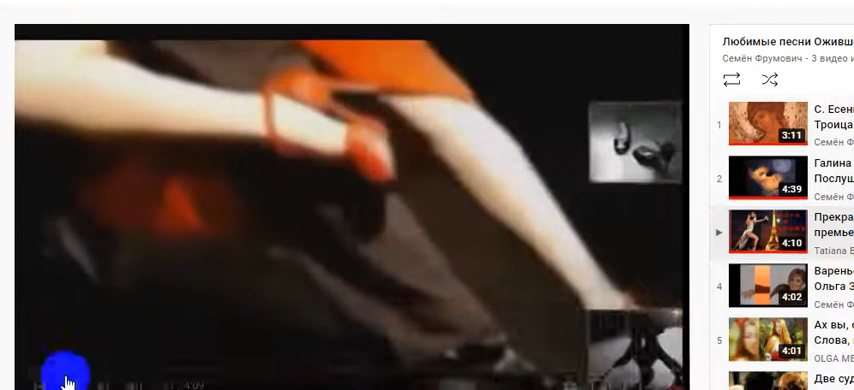 Любимые песни Оживш
Семён Фрумович - 3 видео и
1
3:11
С. Есен
Троица
Семён Ф
2
4:39
Галина
Послуш
Семён Ф
4:10
Прекра
премье
Tatiana E
4
4:02
Варень
Ольга З
Семён Ф
5
4:01
Ах вы, с
Слова,
OLGA ME
Две суд
4:09